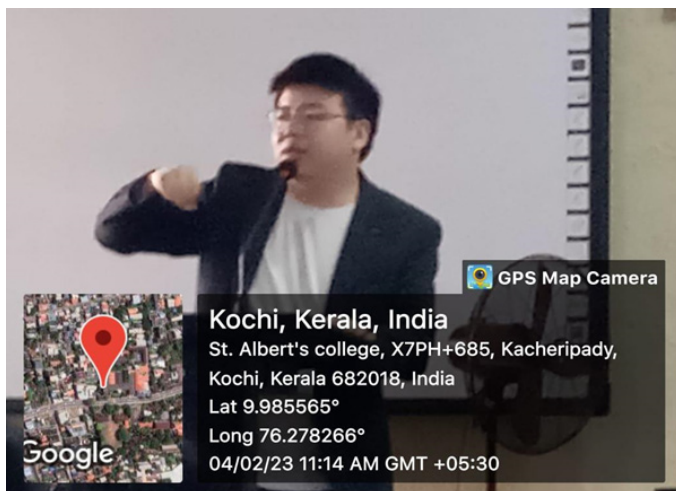 GPS Map Camera
Kochi, Kerala, India
St. Albert's college, X7PH+685, Kacheripady,
Kochi, Kerala 682018, India
Lat 9.985565°
Long 76.278266°
Google
04/02/23 11:14 AM GMT +05:30